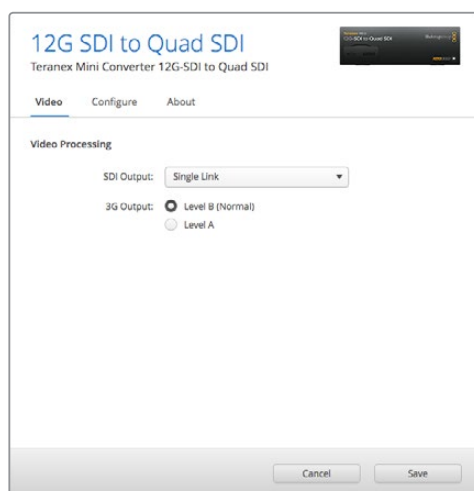 12G SDI to Quad SDI
Teranex Mini Converter 12G-SDI to Quad SDI
Video Configure About
Video Processing
SDI Output: Single Link
3G Output: Level B (Normal)
Level A
Cancel Save